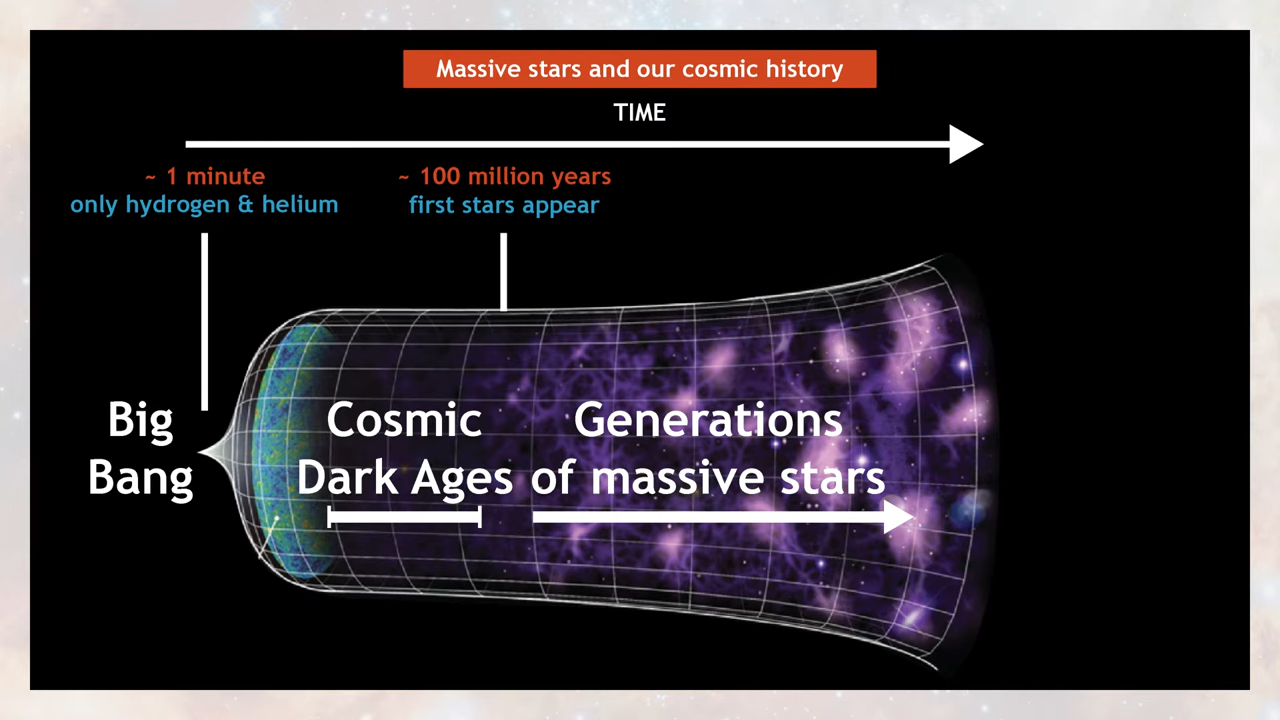 Massive stars and our cosmic history
TIME
~ 1 minute
only hydrogen & helium
~ 100 million years
first stars appear
Big
Bang
Cosmic
Dark Ages
Generations
of massive stars